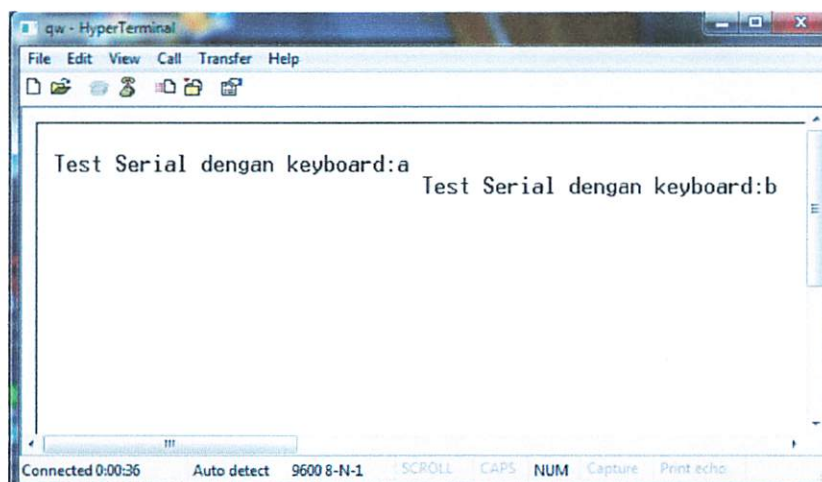 qw - HyperTerminal
File Edit View Call Transfer Help
Test Serial dengan keyboard:a
Test Serial dengan keyboard:b
Connected 0:00:36 Auto detect 9600 8-N-1 SCROLL CAPS NUM Capture Print echo